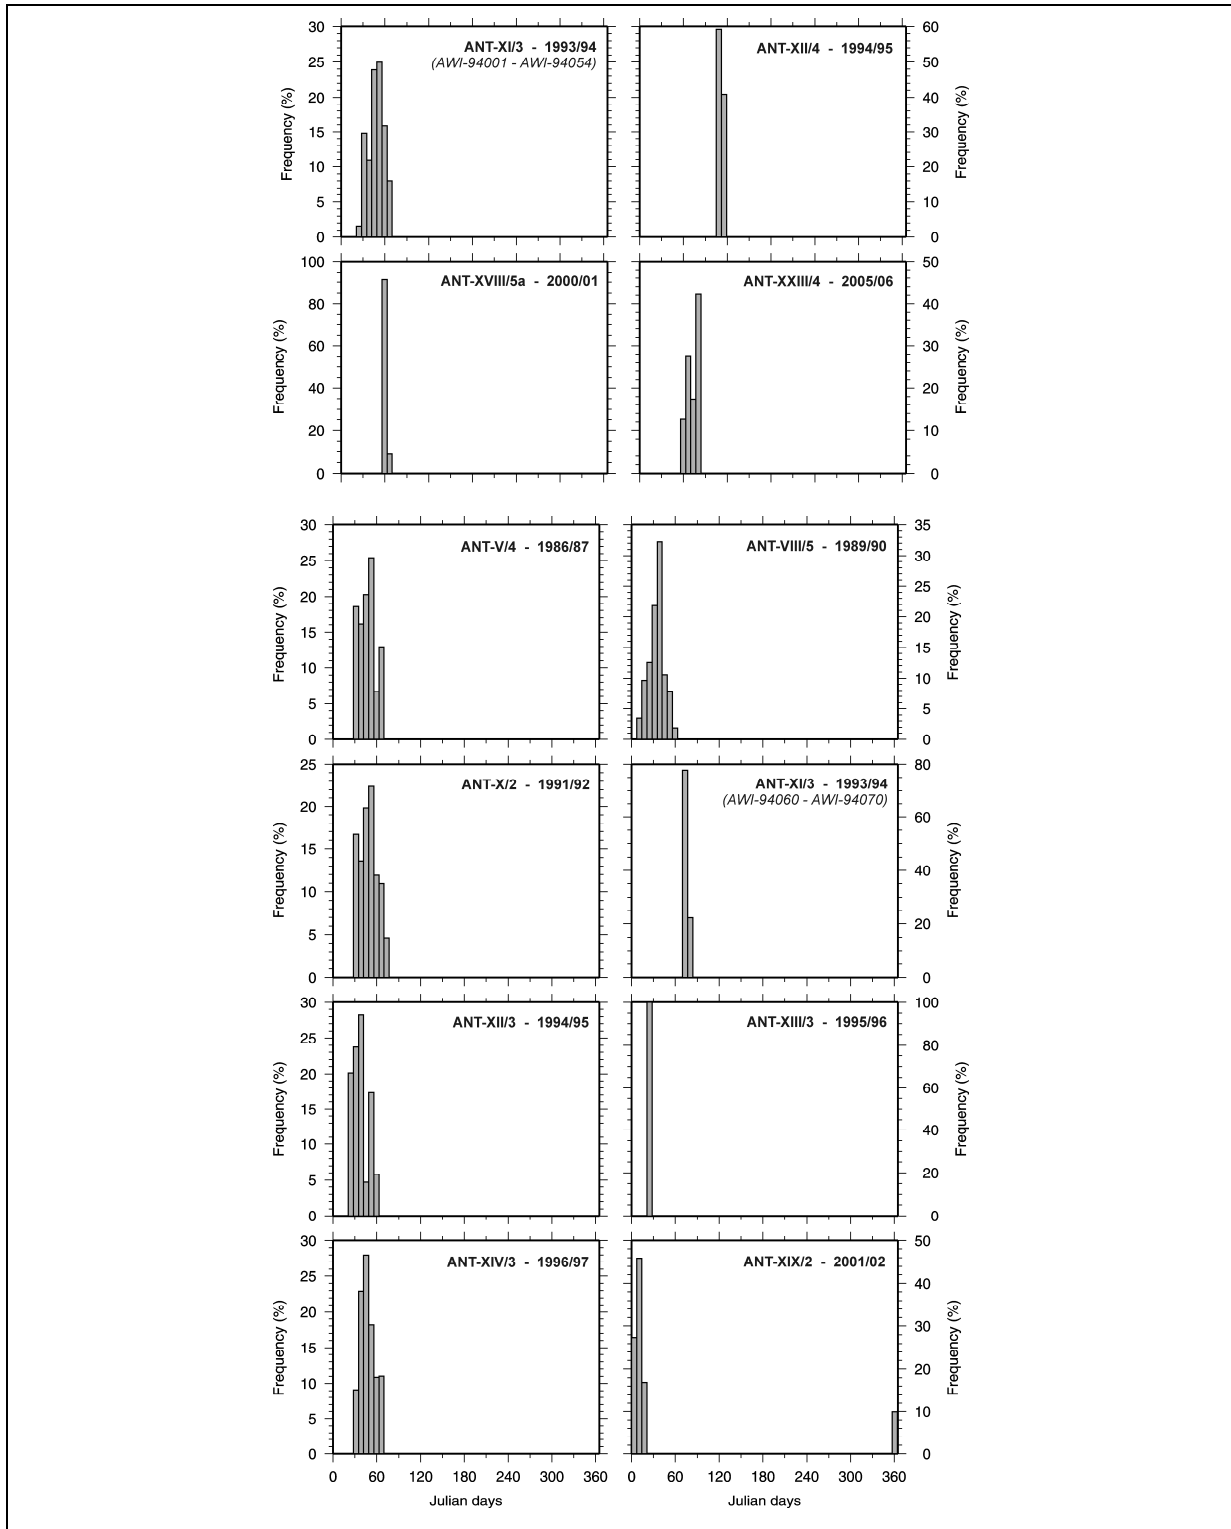 ANT-XI/3 - 1993/94
(AWI-94001 - AWI-94054)
Frequency (%)
30
25
20
15
10
5
0
ANT-XII/4 - 1994/95
Frequency (%)
60
50
40
30
20
10
0
ANT-XVIII/5a - 2000/01
Frequency (%)
100
80
60
40
20
0
ANT-XXIII/4 - 2005/06
Frequency (%)
50
40
30
20
10
0
ANT-V/4 - 1986/87
Frequency (%)
30
25
20
15
10
5
0
ANT-VIII/5 - 1989/90
Frequency (%)
35
30
25
20
15
10
5
0
ANT-X/2 - 1991/92
Frequency (%)
25
20
15
10
5
0
ANT-XI/3 - 1993/94
(AWI-94060 - AWI-94070)
Frequency (%)
80
60
40
20
0
ANT-XII/3 - 1994/95
Frequency (%)
30
25
20
15
10
5
0
ANT-XIII/3 - 1995/96
Frequency (%)
100
80
60
40
20
0
ANT-XIV/3 - 1996/97
Frequency (%)
30
25
20
15
10
5
0
0 60 120 180 240 300 360
Julian days
ANT-XIX/2 - 2001/02
Frequency (%)
50
40
30
20
10
0
0 60 120 180 240 300 360
Julian days